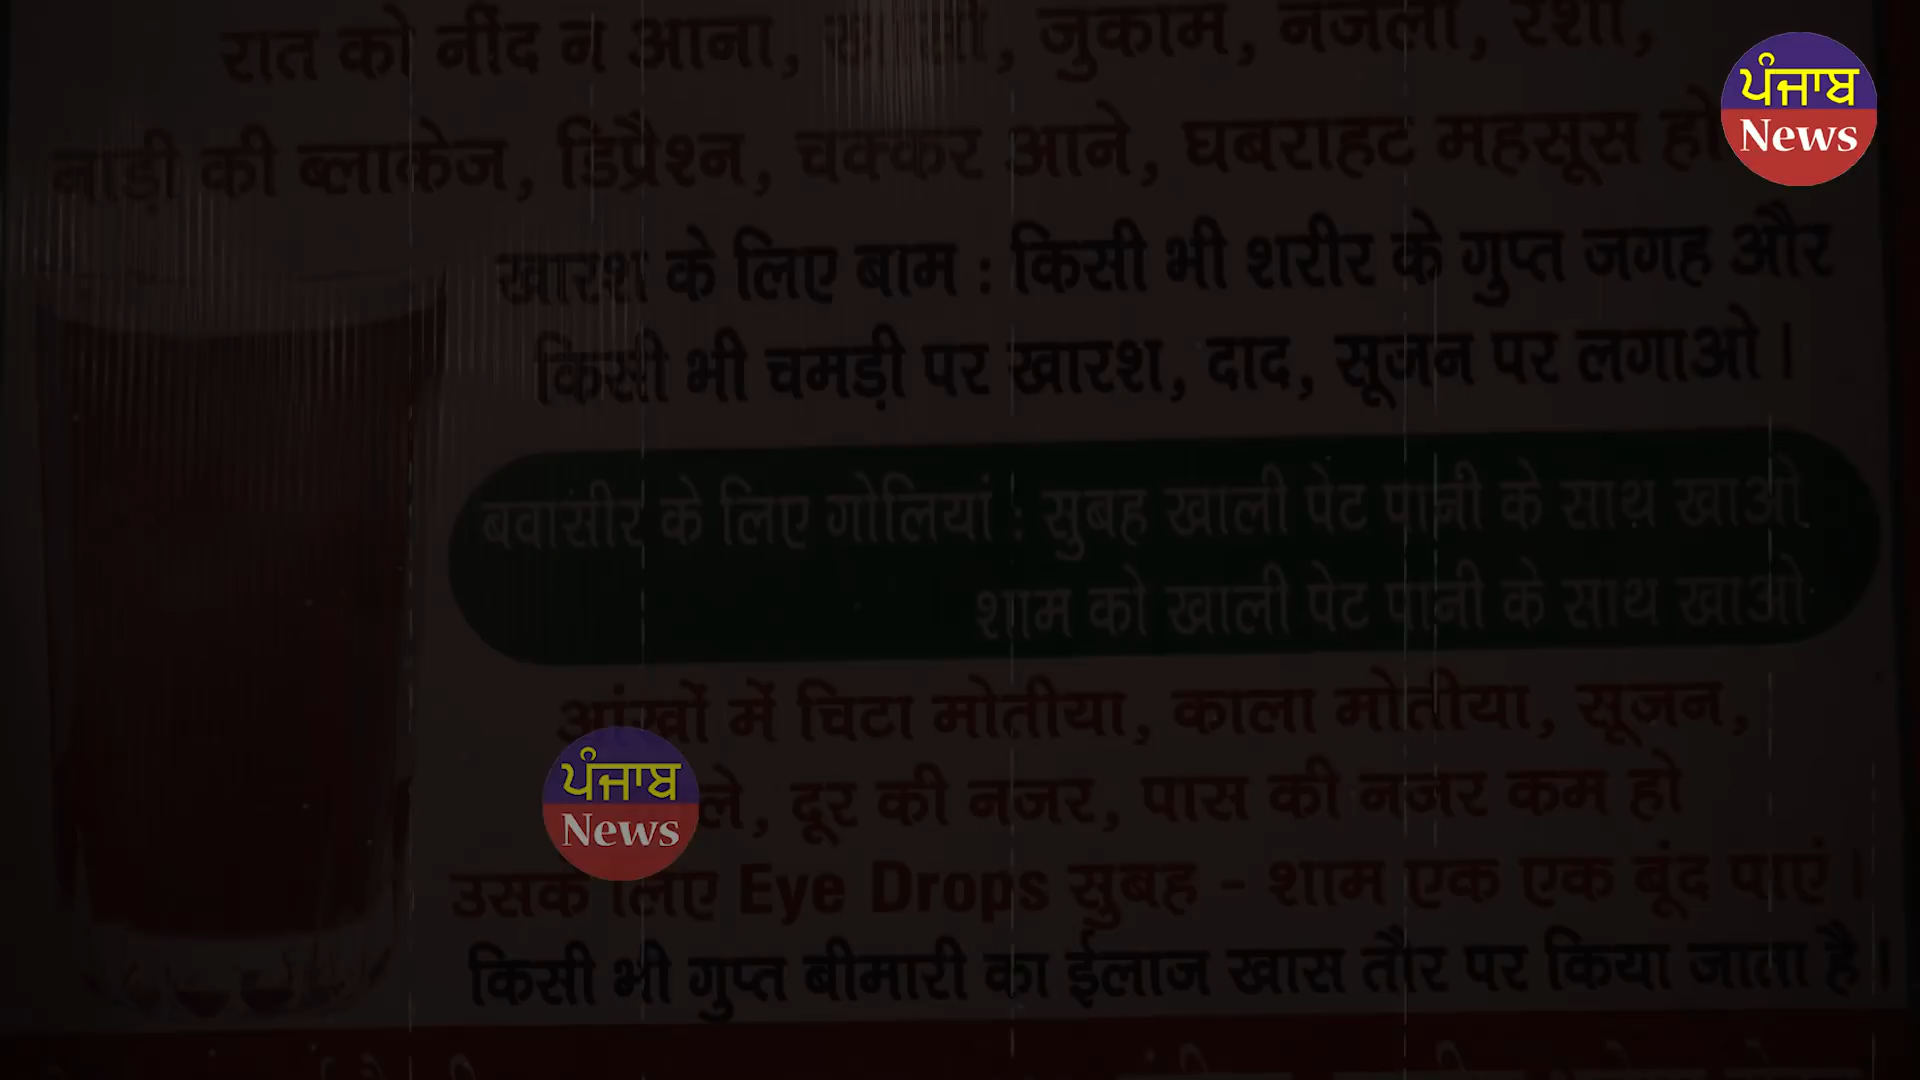 रात को नींद न आना, जुकाम, नजला, रेशा,
ਪੰਜਾਬ
News
नाड़ी की ब्लाकेज, डिप्रैश्न, चक्कर आने, घबराहट महसूस
खारश के लिए बाम : किसी भी शरीर के गुप्त जगह और
किसी भी चमड़ी पर खारश, दाद, सूजन पर लगाओ।
बवासीर के लिए गोलियां : सुबह खाली पेट पानी के साथ खाओ
शाम को खाली पेट पानी के साथ खाओ
आंखों में चिटा मोतीया, काला मोतीया, सूजन,
ਪੰਜਾਬ
News
दूर की नजर, पास की नजर कम हो
उसके लिए Eye Drops सुबह - शाम एक एक बूंद पाएं।
किसी भी गुप्त बीमारी का ईलाज खास तौर पर किया जाता है।